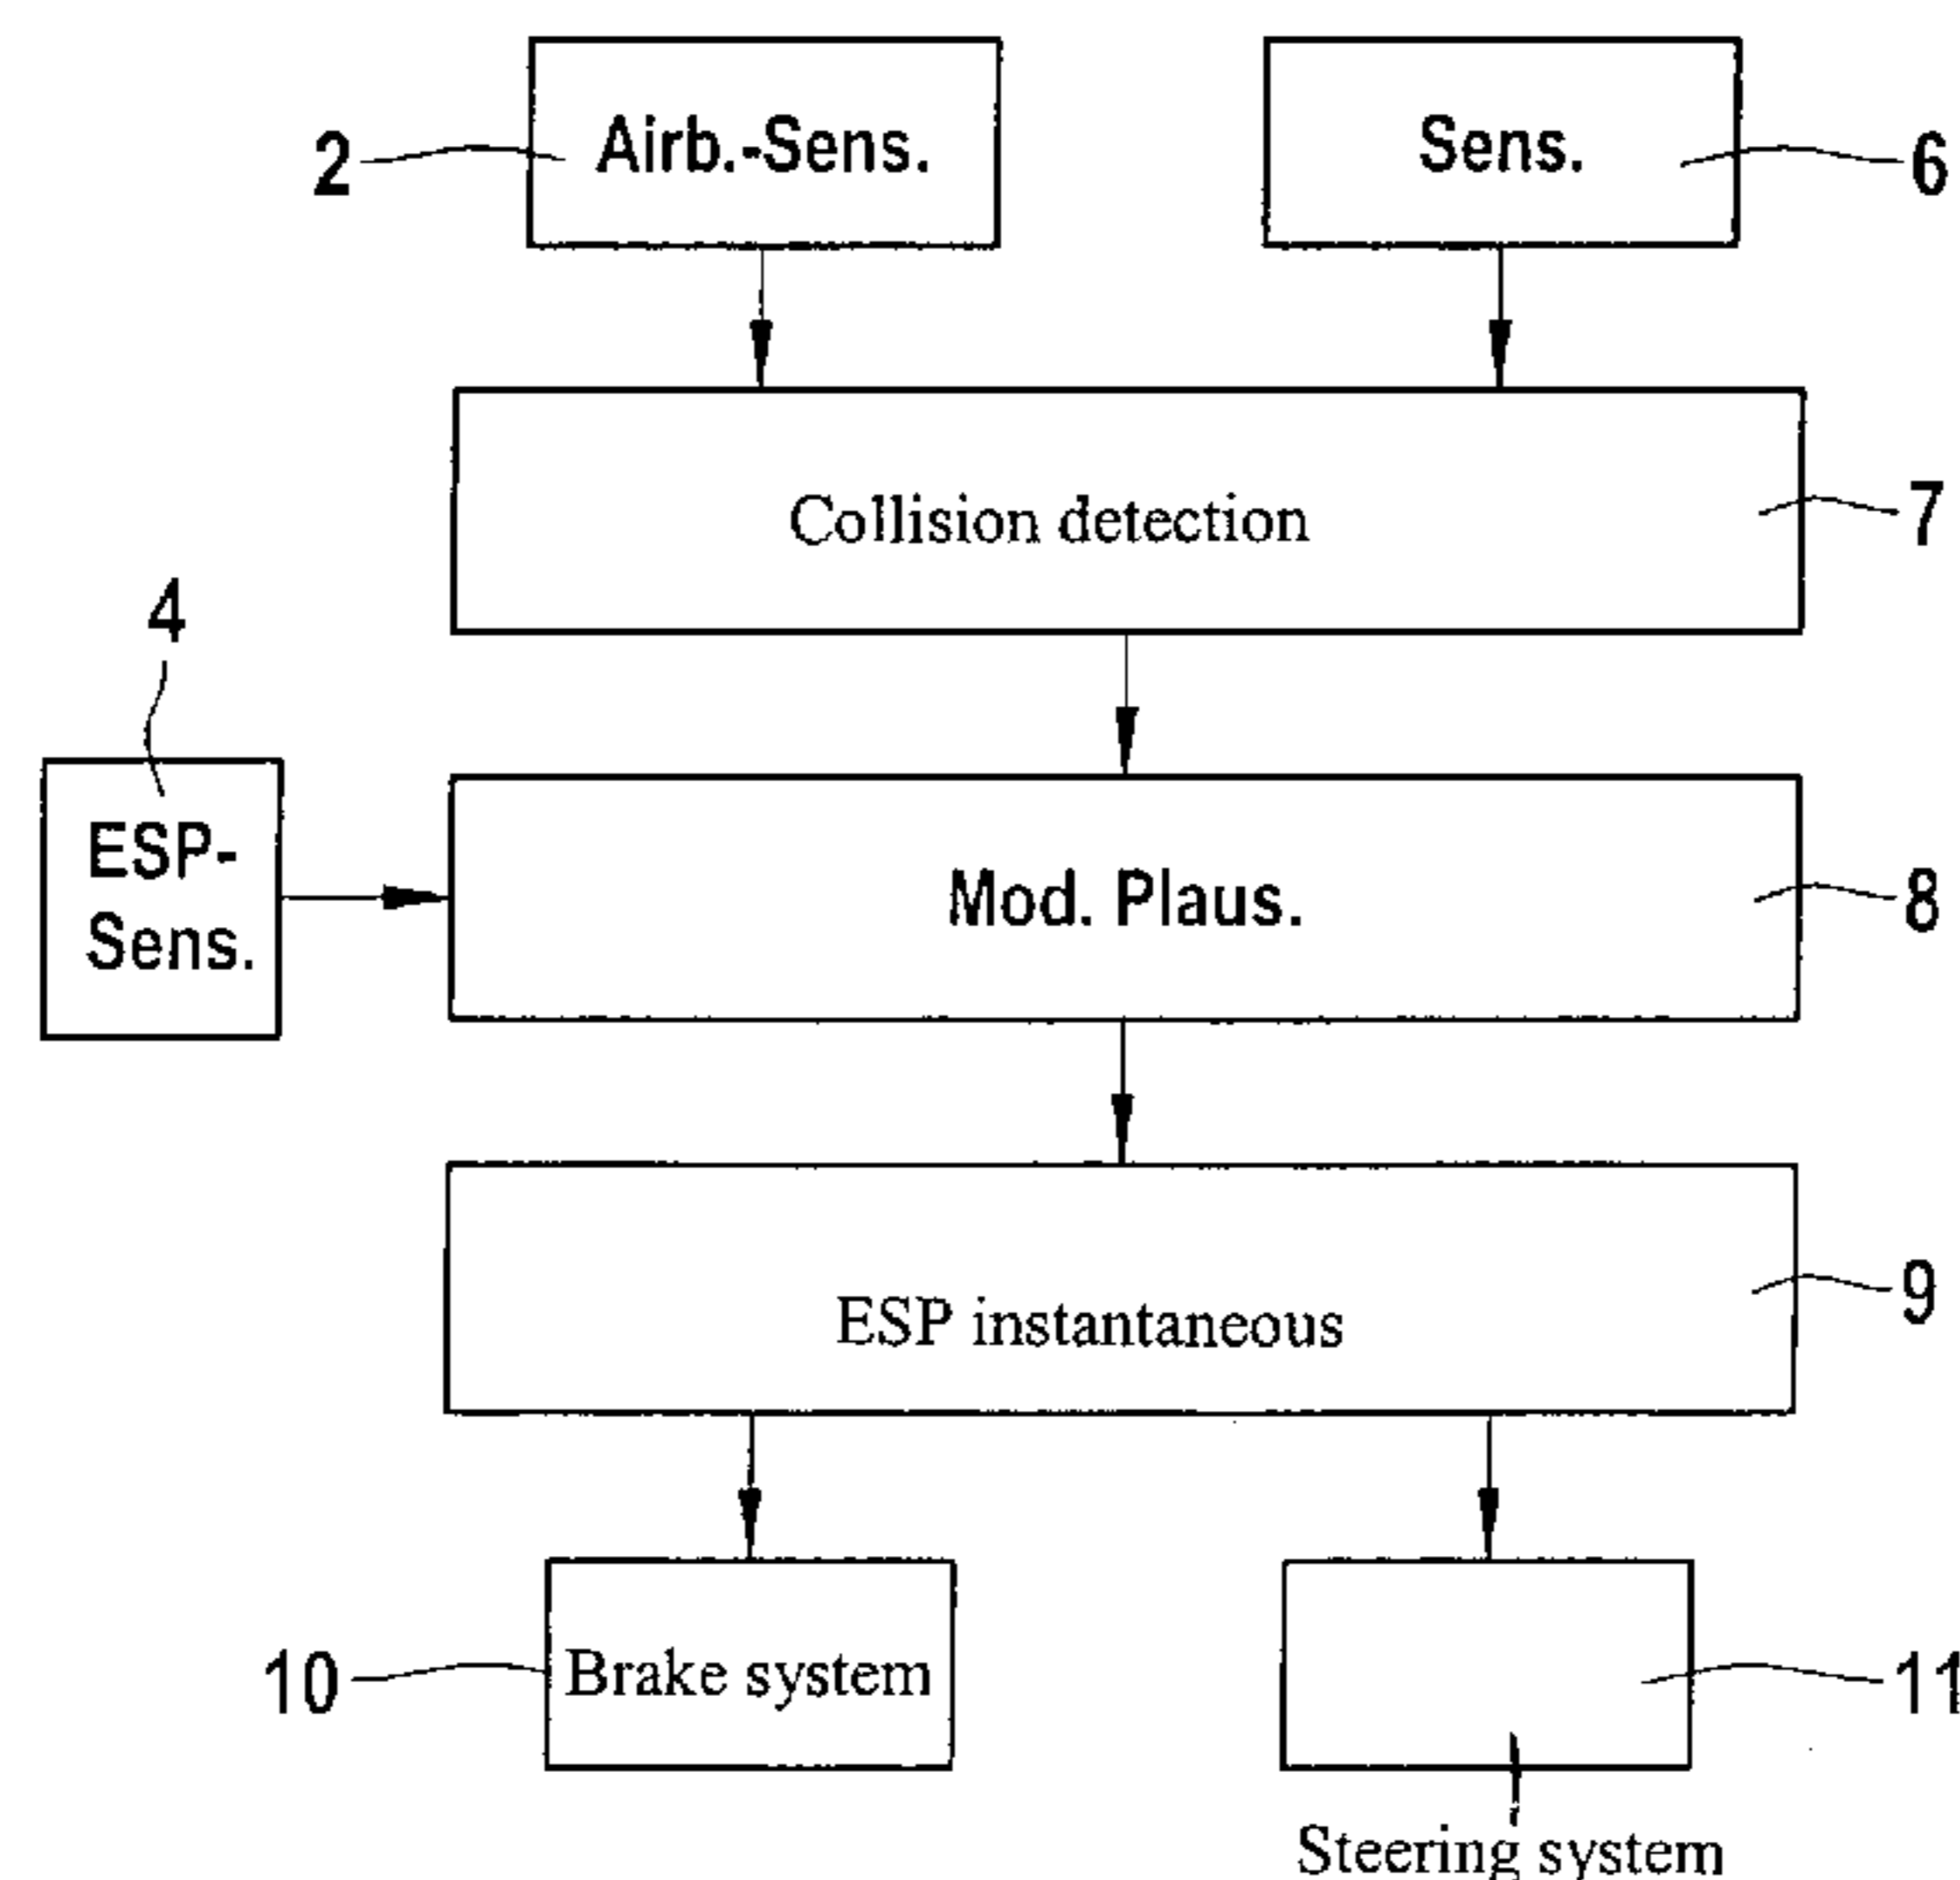 2
Airb.-Sens.
Sens.
6
Collision detection
7
4
ESP-
Sens.
Mod. Plaus.
8
ESP instantaneous
9
10
Brake system
11
Steering system